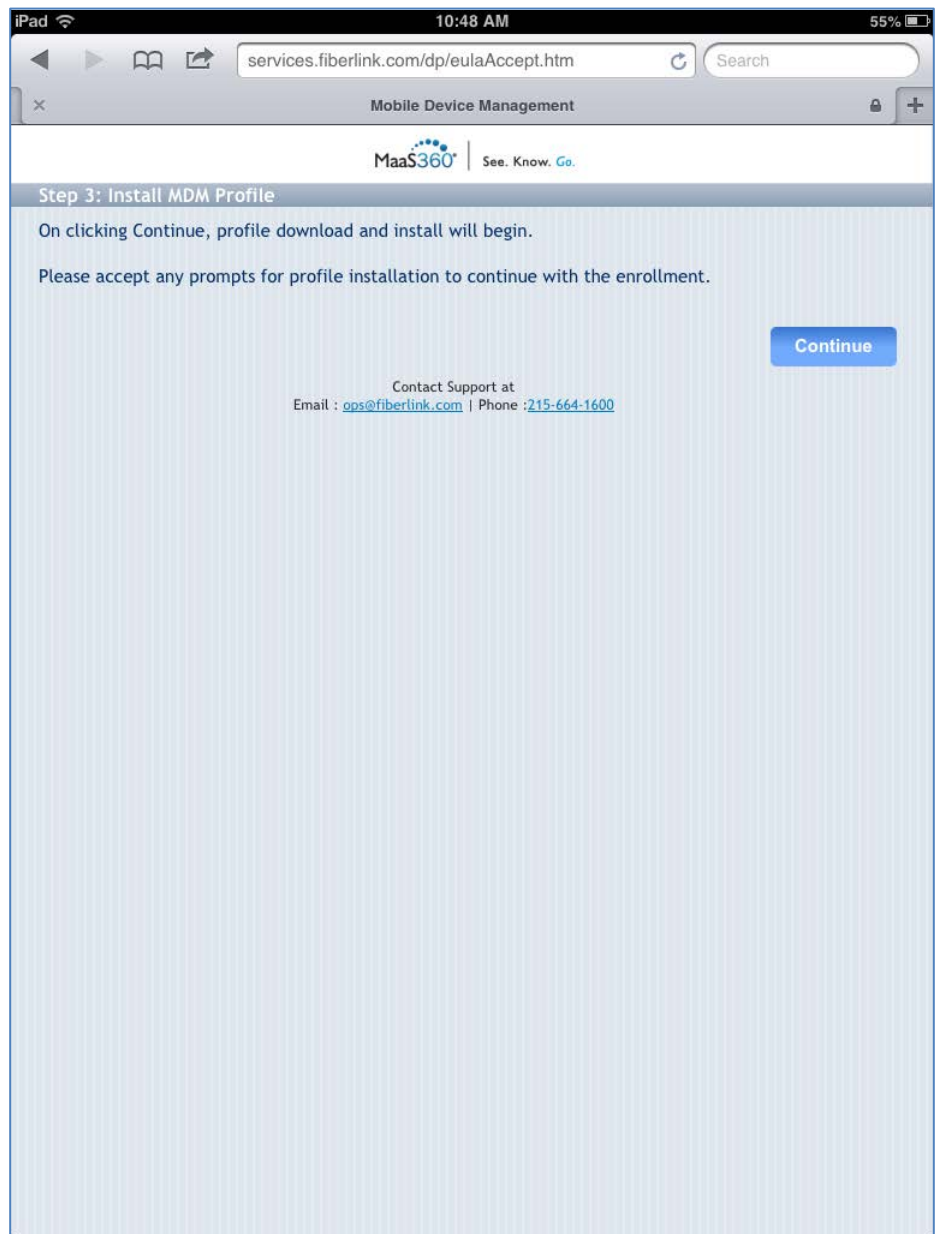 iPad 10:48 AM 55%
services.fiberlink.com/dp/eulaAccept.htm Search
Mobile Device Management
MaaS360 See. Know. Go.
Step 3: Install MDM Profile
On clicking Continue, profile download and install will begin.
Please accept any prompts for profile installation to continue with the enrollment.
Continue
Contact Support at
Email : ops@fiberlink.com | Phone :215-664-1600